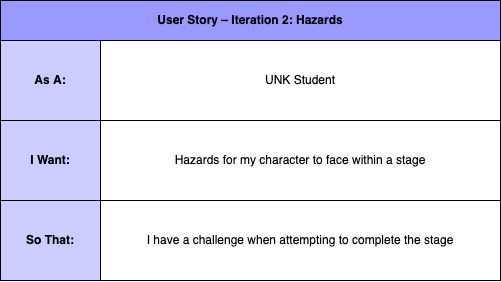 User Story – Iteration 2: Hazards
As A:
UNK Student
I Want:
Hazards for my character to face within a stage
So That:
I have a challenge when attempting to complete the stage